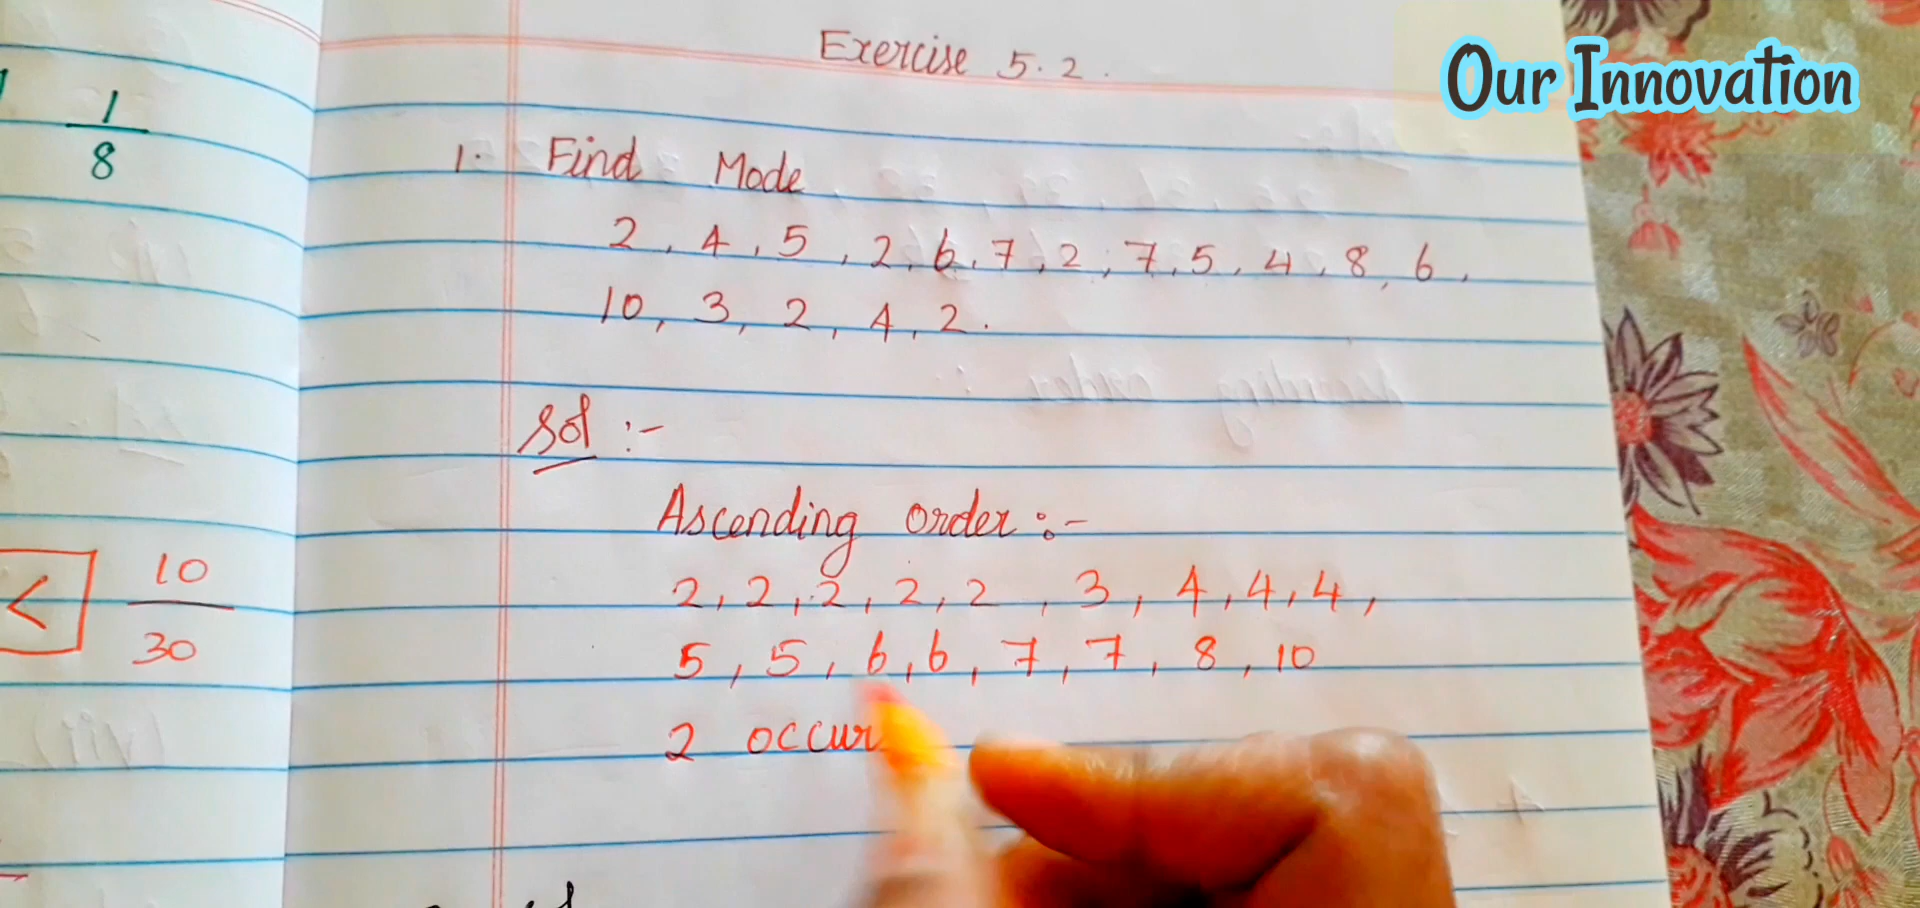 Our Innovation
Exercise 5.2.
1
8
1. Find Mode
2, 4, 5, 2, 6, 7, 2, 7, 5, 4, 8, 6,
10, 3, 2, 4, 2.
Sol :-
Ascending order :-
2, 2, 2, 2, 2, 3, 4, 4, 4,
< 10
30
5, 5, 6, 6, 7, 7, 8, 10
2 occur